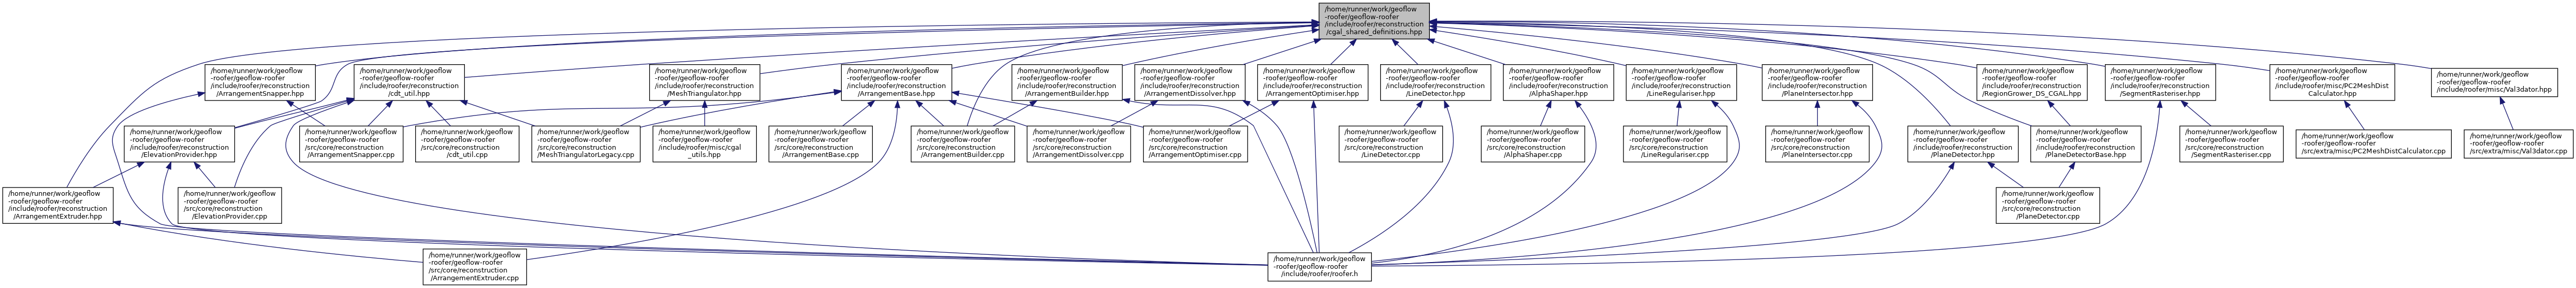 /home/runner/work/geoflow
-roofer/geoflow-roofer
/include/roofer/reconstruction
/cgal_shared_definitions.hpp
/home/runner/work/geoflow
-roofer/geoflow-roofer
/include/roofer/reconstruction
/ArrangementSnapper.hpp
/home/runner/work/geoflow
-roofer/geoflow-roofer
/include/roofer/reconstruction
/cdt_util.hpp
/home/runner/work/geoflow
-roofer/geoflow-roofer
/include/roofer/reconstruction
/MeshTriangulator.hpp
/home/runner/work/geoflow
-roofer/geoflow-roofer
/include/roofer/reconstruction
/ArrangementBase.hpp
/home/runner/work/geoflow
-roofer/geoflow-roofer
/include/roofer/reconstruction
/ArrangementBuilder.hpp
/home/runner/work/geoflow
-roofer/geoflow-roofer
/include/roofer/reconstruction
/ArrangementDissolver.hpp
/home/runner/work/geoflow
-roofer/geoflow-roofer
/include/roofer/reconstruction
/ArrangementOptimiser.hpp
/home/runner/work/geoflow
-roofer/geoflow-roofer
/include/roofer/reconstruction
/LineDetector.hpp
/home/runner/work/geoflow
-roofer/geoflow-roofer
/include/roofer/reconstruction
/AlphaShaper.hpp
/home/runner/work/geoflow
-roofer/geoflow-roofer
/include/roofer/reconstruction
/LineRegulariser.hpp
/home/runner/work/geoflow
-roofer/geoflow-roofer
/include/roofer/reconstruction
/PlaneIntersector.hpp
/home/runner/work/geoflow
-roofer/geoflow-roofer
/include/roofer/reconstruction
/RegionGrower_DS_CGAL.hpp
/home/runner/work/geoflow
-roofer/geoflow-roofer
/include/roofer/reconstruction
/SegmentRasteriser.hpp
/home/runner/work/geoflow
-roofer/geoflow-roofer
/include/roofer/misc/PC2MeshDist
Calculator.hpp
/home/runner/work/geoflow
-roofer/geoflow-roofer
/include/roofer/misc/Val3dator.hpp
/home/runner/work/geoflow
-roofer/geoflow-roofer
/include/roofer/reconstruction
/ElevationProvider.hpp
/home/runner/work/geoflow
-roofer/geoflow-roofer
/src/core/reconstruction
/ArrangementSnapper.cpp
/home/runner/work/geoflow
-roofer/geoflow-roofer
/src/core/reconstruction
/cdt_util.cpp
/home/runner/work/geoflow
-roofer/geoflow-roofer
/src/core/reconstruction
/MeshTriangulatorLegacy.cpp
/home/runner/work/geoflow
-roofer/geoflow-roofer
/include/roofer/misc/cgal
_utils.hpp
/home/runner/work/geoflow
-roofer/geoflow-roofer
/src/core/reconstruction
/ArrangementBase.cpp
/home/runner/work/geoflow
-roofer/geoflow-roofer
/src/core/reconstruction
/ArrangementBuilder.cpp
/home/runner/work/geoflow
-roofer/geoflow-roofer
/src/core/reconstruction
/ArrangementDissolver.cpp
/home/runner/work/geoflow
-roofer/geoflow-roofer
/src/core/reconstruction
/ArrangementOptimiser.cpp
/home/runner/work/geoflow
-roofer/geoflow-roofer
/src/core/reconstruction
/LineDetector.cpp
/home/runner/work/geoflow
-roofer/geoflow-roofer
/src/core/reconstruction
/AlphaShaper.cpp
/home/runner/work/geoflow
-roofer/geoflow-roofer
/src/core/reconstruction
/LineRegulariser.cpp
/home/runner/work/geoflow
-roofer/geoflow-roofer
/src/core/reconstruction
/PlaneIntersector.cpp
/home/runner/work/geoflow
-roofer/geoflow-roofer
/include/roofer/reconstruction
/PlaneDetector.hpp
/home/runner/work/geoflow
-roofer/geoflow-roofer
/include/roofer/reconstruction
/PlaneDetectorBase.hpp
/home/runner/work/geoflow
-roofer/geoflow-roofer
/src/core/reconstruction
/SegmentRasteriser.cpp
/home/runner/work/geoflow
-roofer/geoflow-roofer
/src/extra/misc/PC2MeshDistCalculator.cpp
/home/runner/work/geoflow
-roofer/geoflow-roofer
/src/extra/misc/Val3dator.cpp
/home/runner/work/geoflow
-roofer/geoflow-roofer
/include/roofer/reconstruction
/ArrangementExtruder.hpp
/home/runner/work/geoflow
-roofer/geoflow-roofer
/src/core/reconstruction
/ElevationProvider.cpp
/home/runner/work/geoflow
-roofer/geoflow-roofer
/src/core/reconstruction
/PlaneDetector.cpp
/home/runner/work/geoflow
-roofer/geoflow-roofer
/src/core/reconstruction
/ArrangementExtruder.cpp
/home/runner/work/geoflow
-roofer/geoflow-roofer
/include/roofer/roofer.h